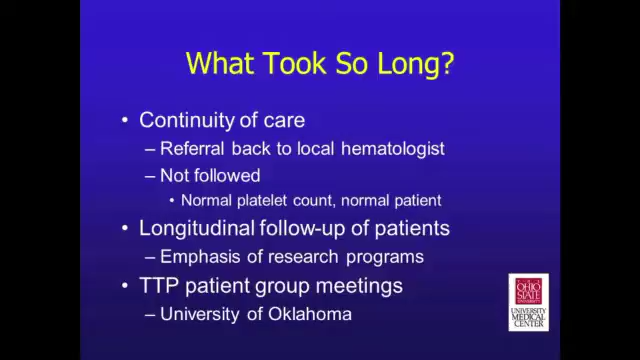 What Took So Long?
• Continuity of care
– Referral back to local hematologist
– Not followed
• Normal platelet count, normal patient
• Longitudinal follow-up of patients
– Emphasis of research programs
• TTP patient group meetings
– University of Oklahoma
OHIO
STATE
UNIVERSITY
UNIVERSITY
MEDICAL
CENTER